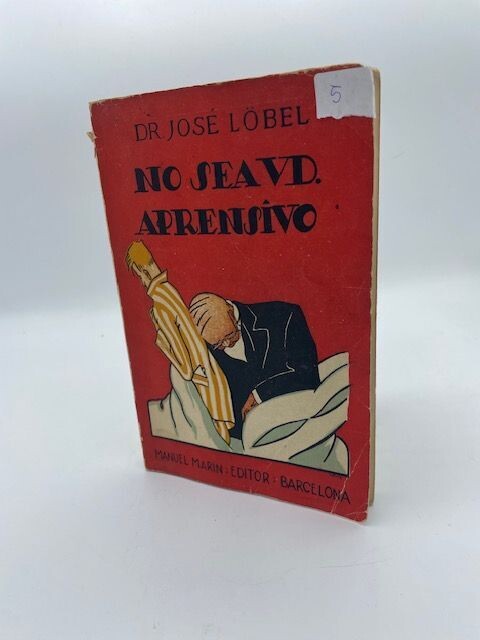 5
DR. JOSÉ LÖBEL
NO SEA VD.
APRENSIVO
MANUEL MARIN : EDITOR : BARCELONA